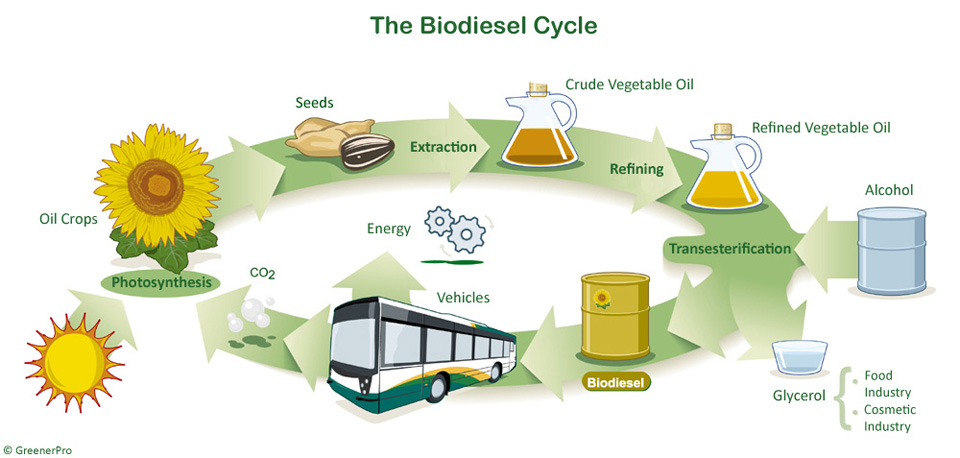 The Biodiesel Cycle
Seeds
Crude Vegetable Oil
Extraction
Refined Vegetable Oil
Refining
Oil Crops
Alcohol
Energy
Transesterification
Photosynthesis
CO2
Vehicles
Biodiesel
Glycerol
Food
Industry
Cosmetic
Industry
© GreenerPro